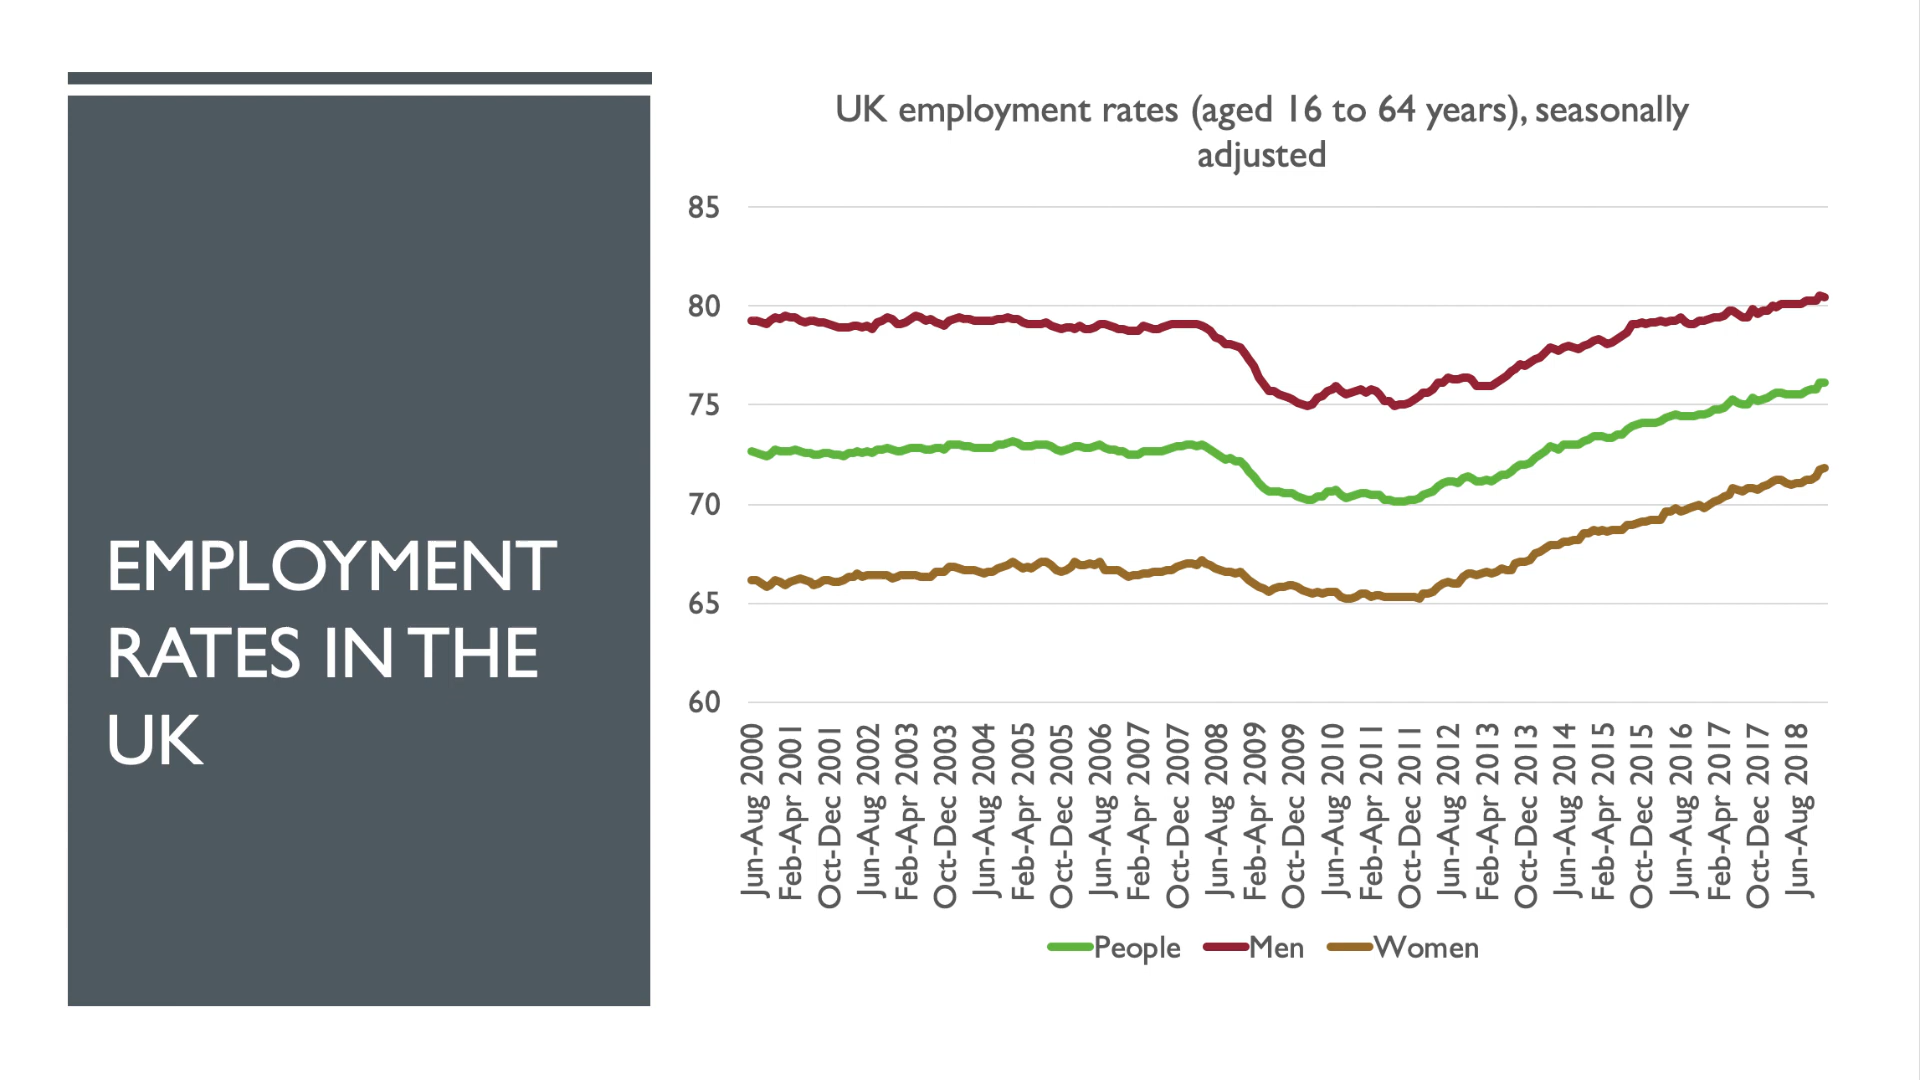 EMPLOYMENT
RATES IN THE
UK
UK employment rates (aged 16 to 64 years), seasonally
adjusted
85
80
75
70
65
60
Jun-Aug 2000
Feb-Apr 2001
Oct-Dec 2001
Jun-Aug 2002
Feb-Apr 2003
Oct-Dec 2003
Jun-Aug 2004
Feb-Apr 2005
Oct-Dec 2005
Jun-Aug 2006
Feb-Apr 2007
Oct-Dec 2007
Jun-Aug 2008
Feb-Apr 2009
Oct-Dec 2009
Jun-Aug 2010
Feb-Apr 2011
Oct-Dec 2011
Jun-Aug 2012
Feb-Apr 2013
Oct-Dec 2013
Jun-Aug 2014
Feb-Apr 2015
Oct-Dec 2015
Jun-Aug 2016
Feb-Apr 2017
Oct-Dec 2017
Jun-Aug 2018
People Men Women